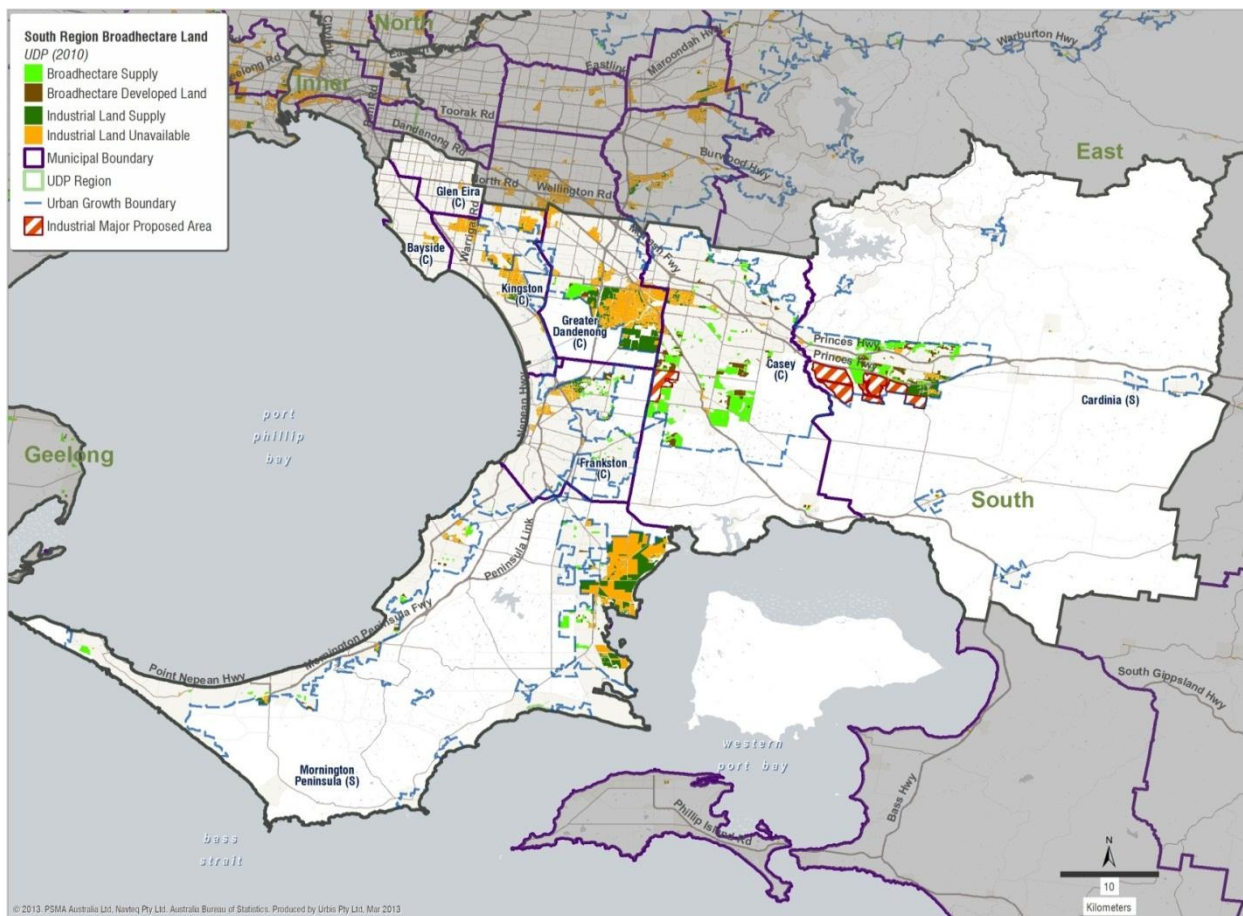 South Region Broadhectare Land
UDP (2010)
Broadhectare Supply
Broadhectare Developed Land
Industrial Land Supply
Industrial Land Unavailable
Municipal Boundary
UDP Region
Urban Growth Boundary
Industrial Major Proposed Area
North
Inner
East
Geelong
South
Eastlink
Maroondah Hwy
Warburton Hwy
Toorak Rd
Dandenong Rd
Burwood Hwy
North Rd
Wellington Rd
Warrigal Rd
Glen Eira
(C)
Bayside
(C)
Kingston
(C)
Greater
Dandenong
(C)
Casey
(C)
Princes Hwy
Princes Hwy
Cardinia (S)
Nepean Hwy
Frankston
(C)
port
phillip
bay
Peninsula Link
Mornington Peninsula Fwy
Point Nepean Hwy
Mornington
Peninsula (S)
western
port bay
South Gippsland
Hwy
Bass Hwy
Phillip Island Rd
bass
strait
N
10
Kilometers
© 2013. PSMA Australia Ltd, Navteq Pty Ltd. Australia Bureau of Statistics. Produced by Urbis Pty Ltd, Mar 2013